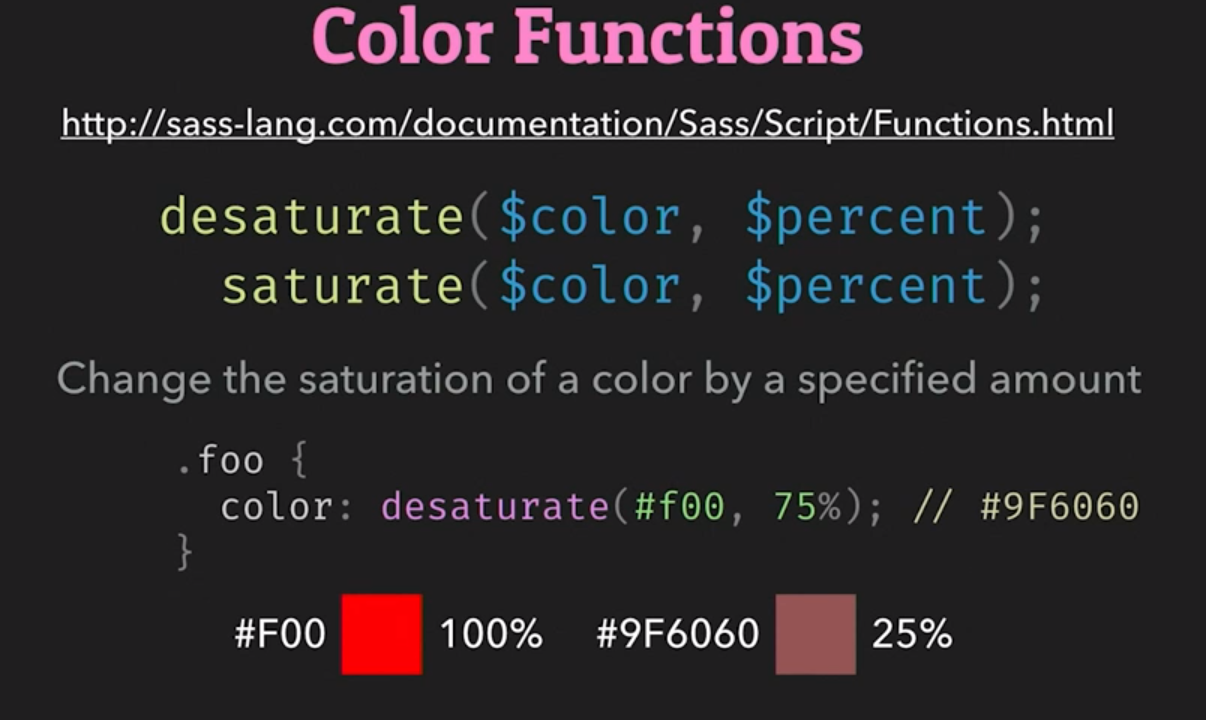 Color Functions
http://sass-lang.com/documentation/Sass/Script/Functions.html
desaturate($color, $percent);
saturate($color, $percent);
Change the saturation of a color by a specified amount
.foo {
color: desaturate(#f00, 75%); // #9F6060
}
#F00 100% #9F6060 25%